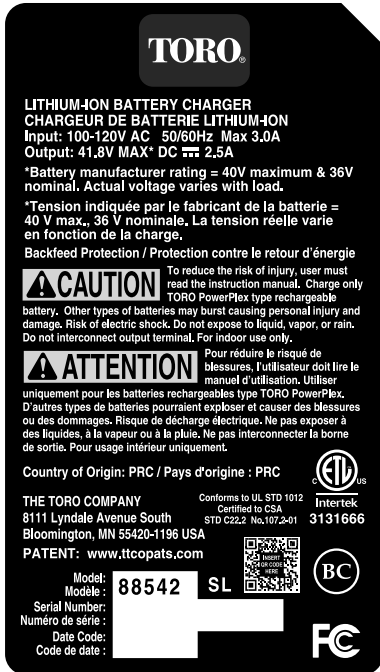 TORO®
LITHIUM-ION BATTERY CHARGER
CHARGEUR DE BATTERIE LITHIUM-ION
Input: 100-120V AC 50/60Hz Max 3.0A
Output: 41.8V MAX* DC ⎓ 2.5A
*Battery manufacturer rating = 40V maximum & 36V
nominal. Actual voltage varies with load.
*Tension indiquée par le fabricant de la batterie =
40 V max., 36 V nominale. La tension réelle varie
en fonction de la charge.
Backfeed Protection / Protection contre le retour d'énergie
CAUTION
To reduce the risk of injury, user must
read the instruction manual. Charge only
TORO PowerPlex type rechargeable
battery. Other types of batteries may burst causing personal injury and
damage. Risk of electric shock. Do not expose to liquid, vapor, or rain.
Do not interconnect output terminal. For indoor use only.
ATTENTION
Pour réduire le risqué de
blessures, l'utilisateur doit lire le
manuel d'utilisation. Utiliser
uniquement pour les batteries rechargeables type TORO PowerPlex.
D'autres types de batteries pourraient exploser et causer des blessures
ou des dommages. Risque de décharge électrique. Ne pas exposer à
des liquides, à la vapeur ou à la pluie. Ne pas interconnecter la borne
de sortie. Pour usage intérieur uniquement.
Country of Origin: PRC / Pays d'origine : PRC
THE TORO COMPANY
8111 Lyndale Avenue South
Bloomington, MN 55420-1196 USA
PATENT: www.ttcopats.com
Conforms to UL STD 1012
Certified to CSA
STD C22.2 No.107.2-01
C ETL US
Intertek
3131666
INSERT
QR CODE
HERE
BC
Model:
Modèle :
88542 SL
Serial Number:
Numéro de série :
Date Code:
Code de date :
FC